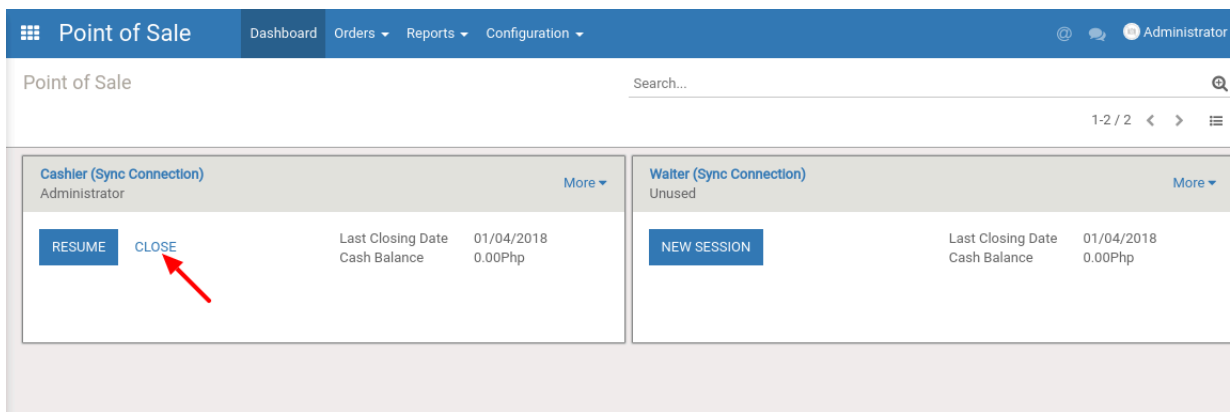 Point of Sale Dashboard Orders Reports Configuration @ Administrator
Point of Sale Search...
1-2 / 2
Cashier (Sync Connection) More Waiter (Sync Connection) More
Administrator Unused
RESUME CLOSE Last Closing Date 01/04/2018 NEW SESSION Last Closing Date 01/04/2018
Cash Balance 0.00Php Cash Balance 0.00Php